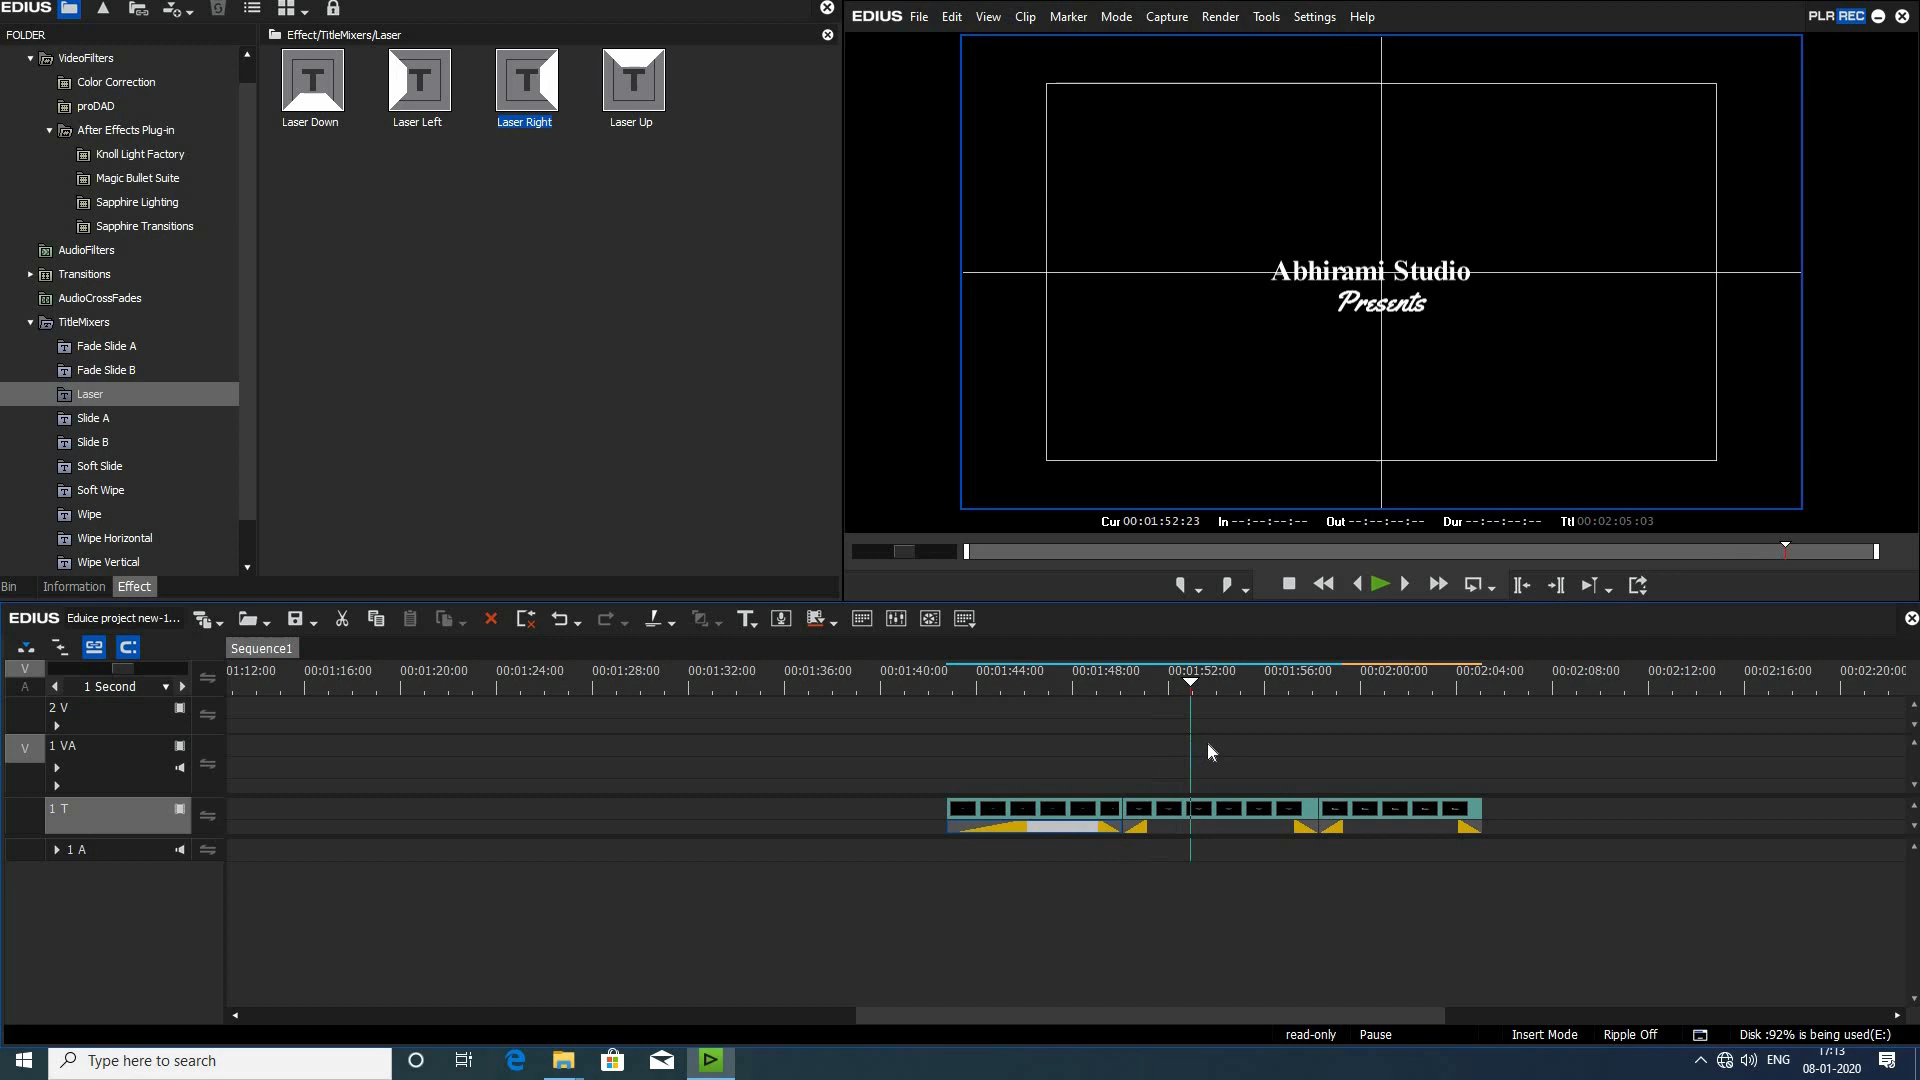 EDIUS
FOLDER
VideoFilters
Color Correction
proDAD
After Effects Plug-in
Knoll Light Factory
Magic Bullet Suite
Sapphire Lighting
Sapphire Transitions
AudioFilters
Transitions
AudioCrossFades
TitleMixers
Fade Slide A
Fade Slide B
Laser
Slide A
Slide B
Soft Slide
Soft Wipe
Wipe
Wipe Horizontal
Wipe Vertical
Bin Information Effect
Effect/TitleMixers/Laser
T T T T
Laser Down Laser Left Laser Right Laser Up
EDIUS File Edit View Clip Marker Mode Capture Render Tools Settings Help PLR REC
Abhirami Studio
Presents
Cur 00:01:52:23 In --:--:--:-- Out --:--:--:-- Dur --:--:--:-- Ttl 00:02:05:03
EDIUS Eduice project new-1...
Sequence1
V 01:12:00 00:01:16:00 00:01:20:00 00:01:24:00 00:01:28:00 00:01:32:00 00:01:36:00 00:01:40:00 00:01:44:00 00:01:48:00 00:01:52:00 00:01:56:00 00:02:00:00 00:02:04:00 00:02:08:00 00:02:12:00 00:02:16:00 00:02:20:00
A 1 Second
2 V
V 1 VA
1 T
1 A
read-only Pause Insert Mode Ripple Off Disk :92% is being used(E:)
Type here to search
ENG
17:13
08-01-2020